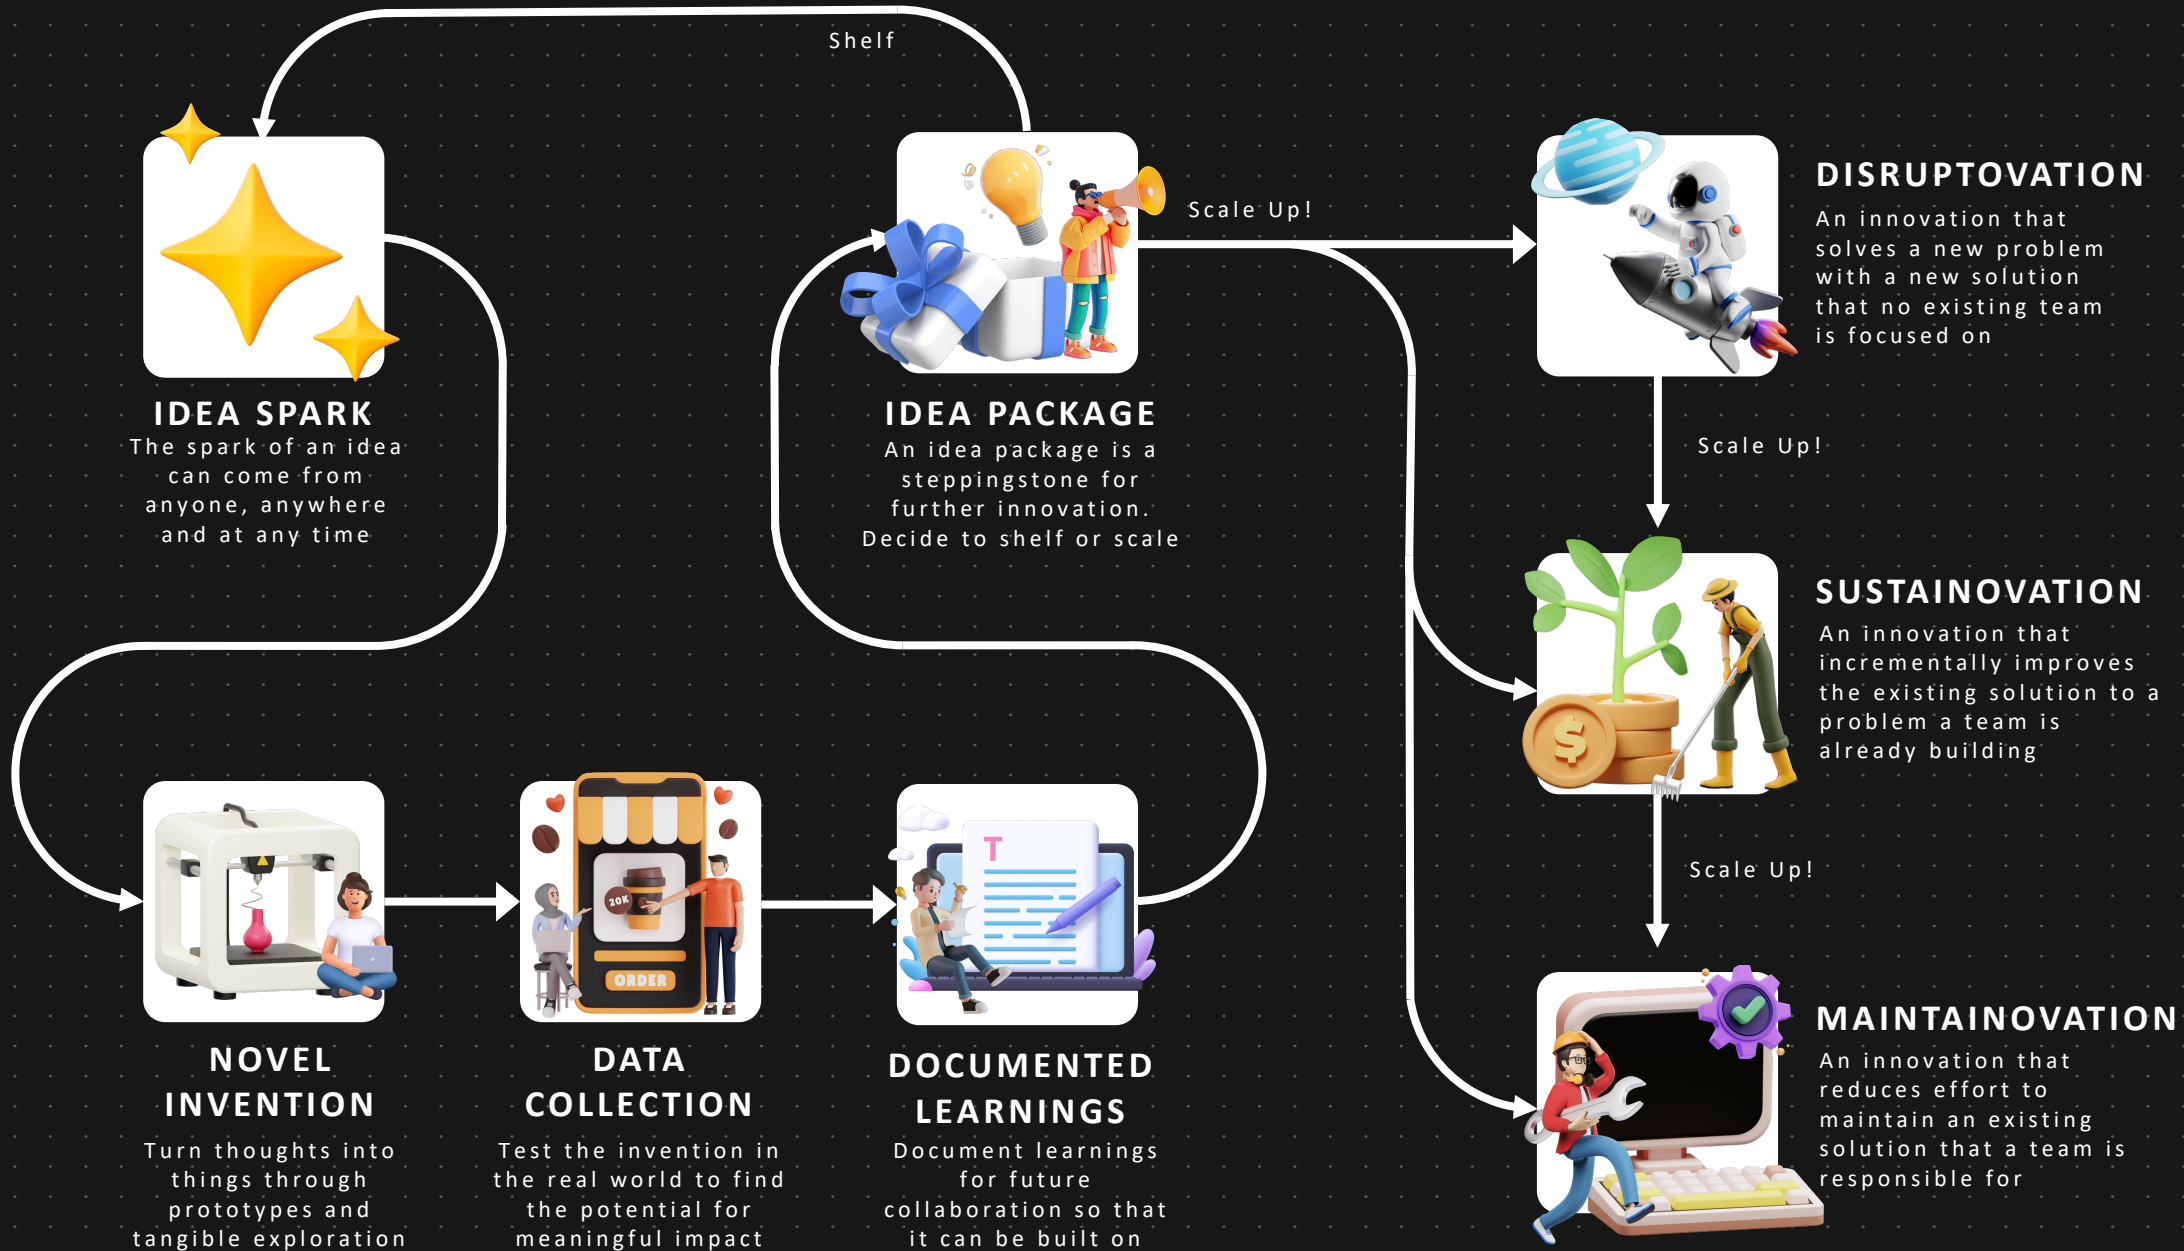 Shelf
IDEA SPARK
The spark of an idea
can come from
anyone, anywhere
and at any time
IDEA PACKAGE
An idea package is a
steppingstone for
further innovation.
Decide to shelf or scale
Scale Up!
DISRUPTOVATION
An innovation that
solves a new problem
with a new solution
that no existing team
is focused on
Scale Up!
SUSTAINOVATION
An innovation that
incrementally improves
the existing solution to a
problem a team is
already building
Scale Up!
MAINTAINOVATION
An innovation that
reduces effort to
maintain an existing
solution that a team is
responsible for
NOVEL
INVENTION
Turn thoughts into
things through
prototypes and
tangible exploration
20K
ORDER
DATA
COLLECTION
Test the invention in
the real world to find
the potential for
meaningful impact
T
DOCUMENTED
LEARNINGS
Document learnings
for future
collaboration so that
it can be built on
$